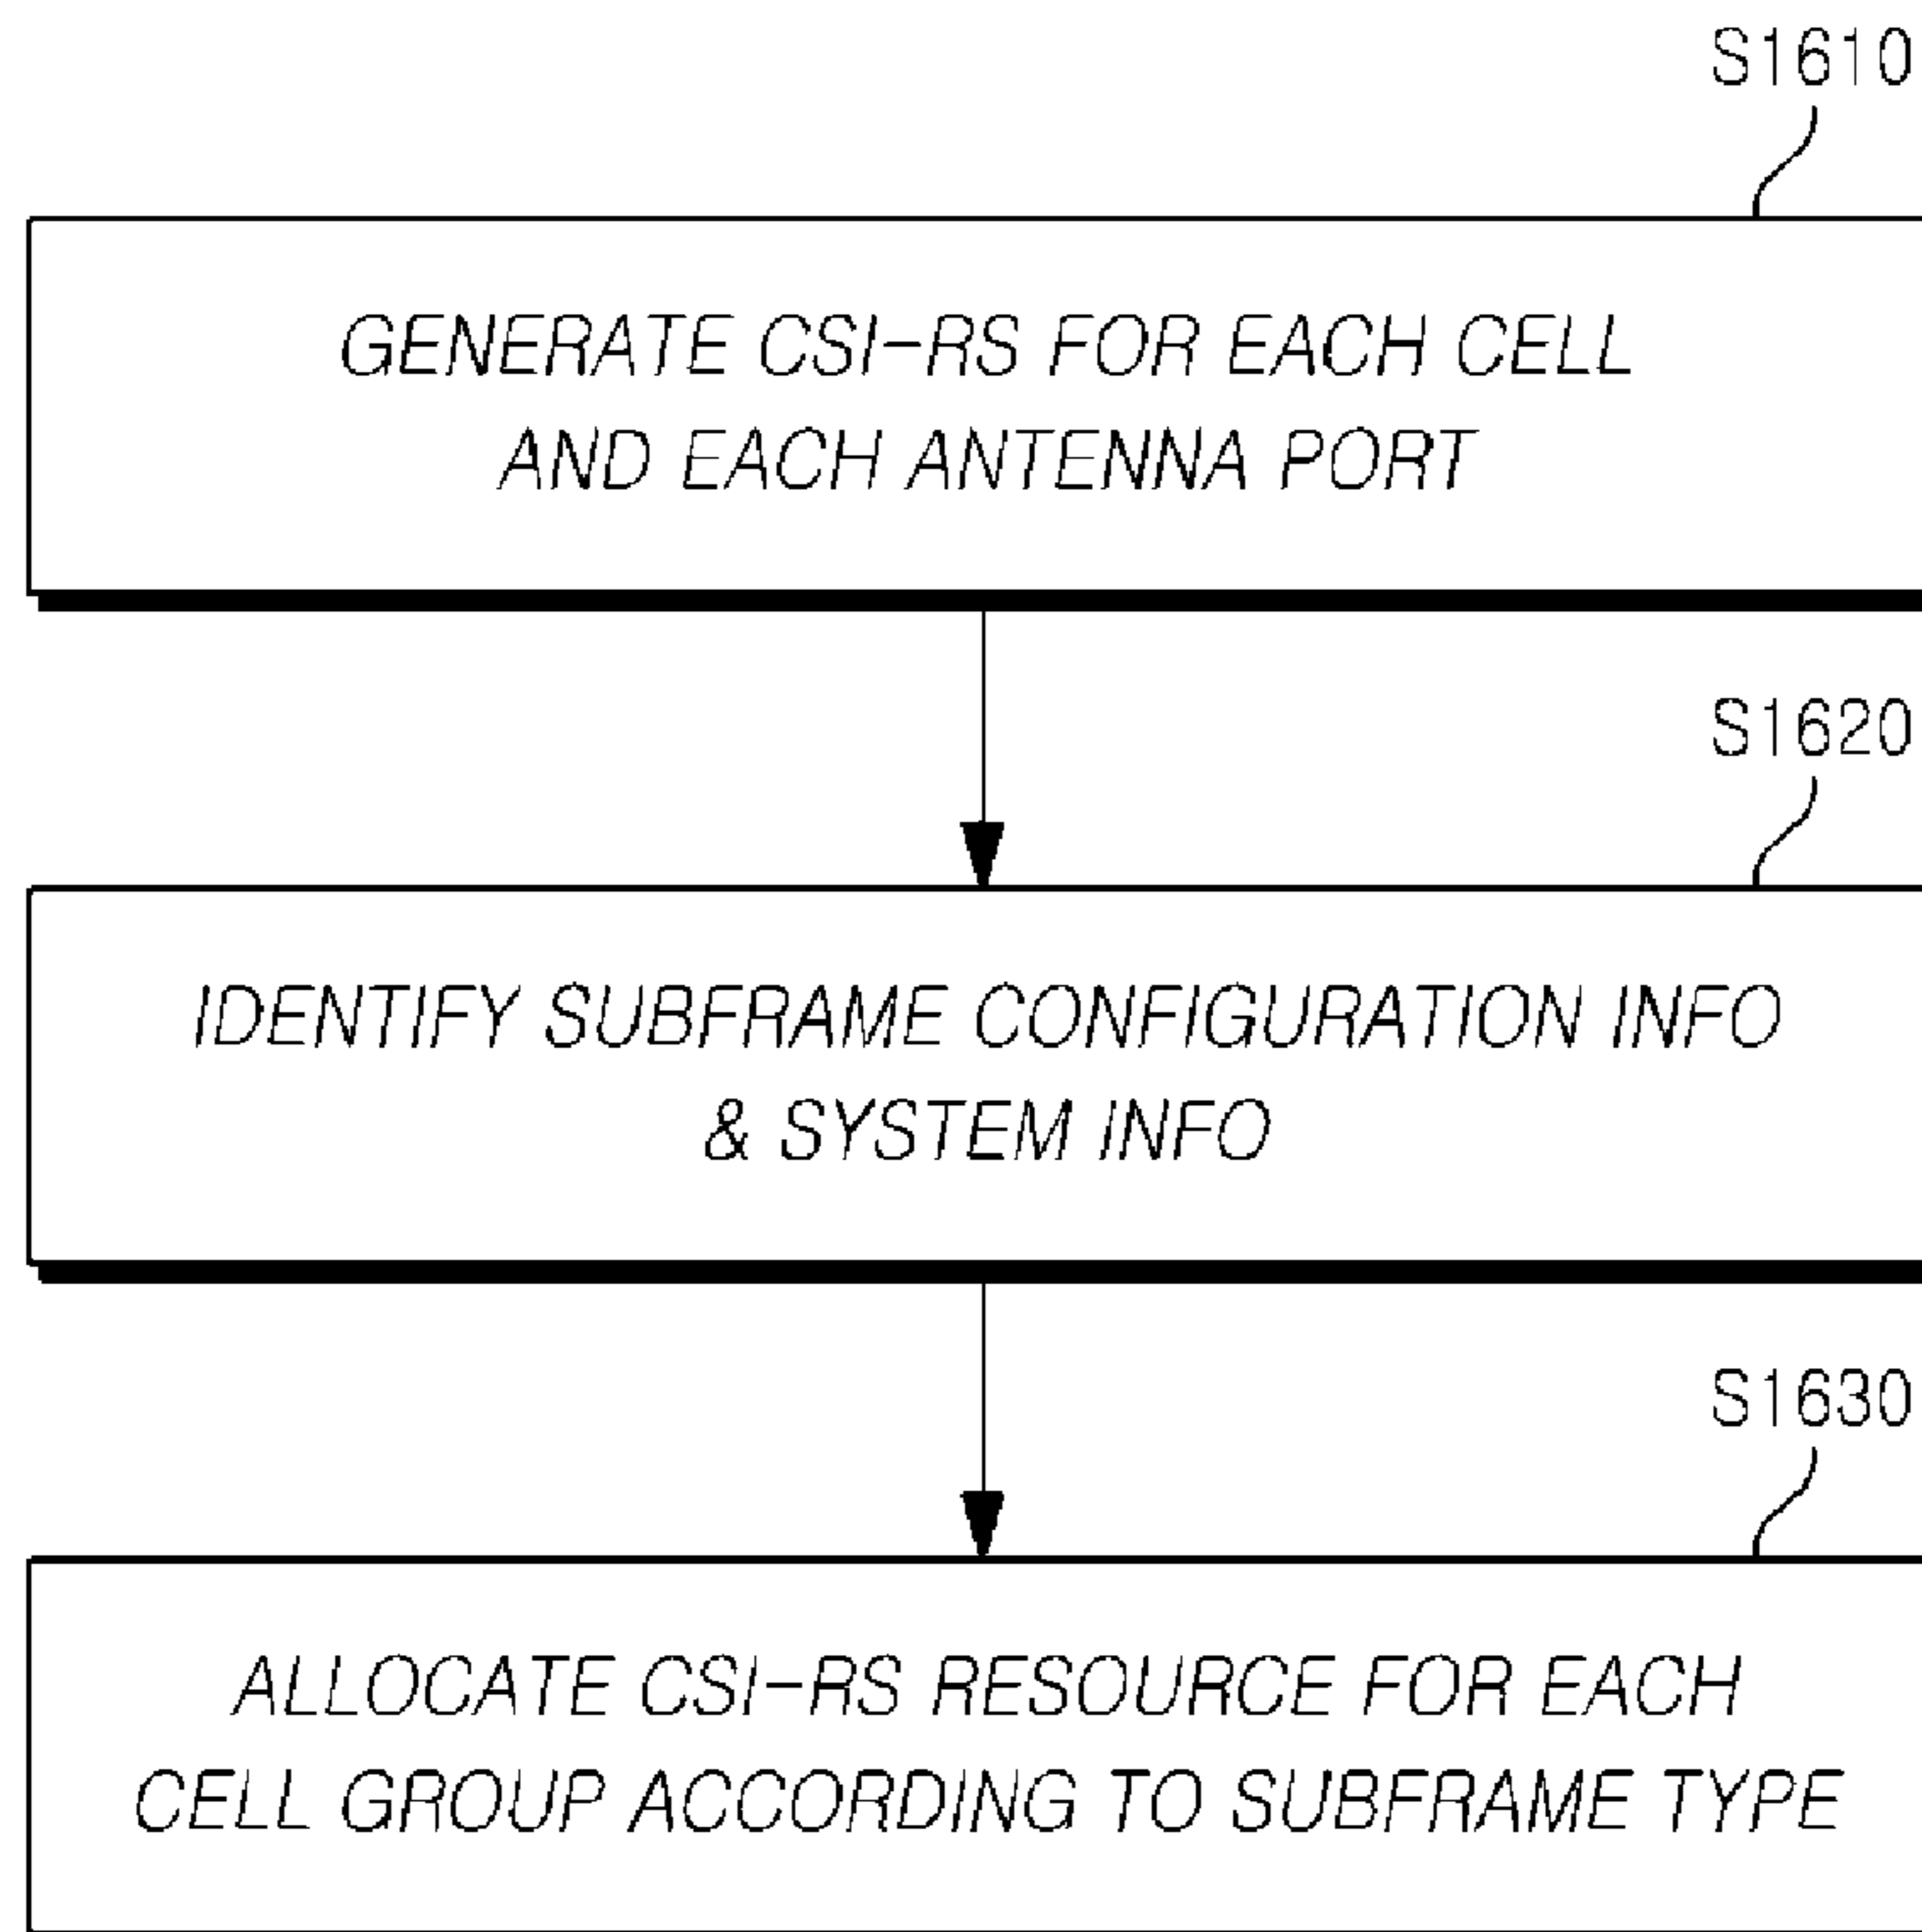 S1610
GENERATE CSI-RS FOR EACH CELL
AND EACH ANTENNA PORT
S1620
IDENTIFY SUBFRAME CONFIGURATION INFO
& SYSTEM INFO
S1630
ALLOCATE CSI-RS RESOURCE FOR EACH
CELL GROUP ACCORDING TO SUBFRAME TYPE